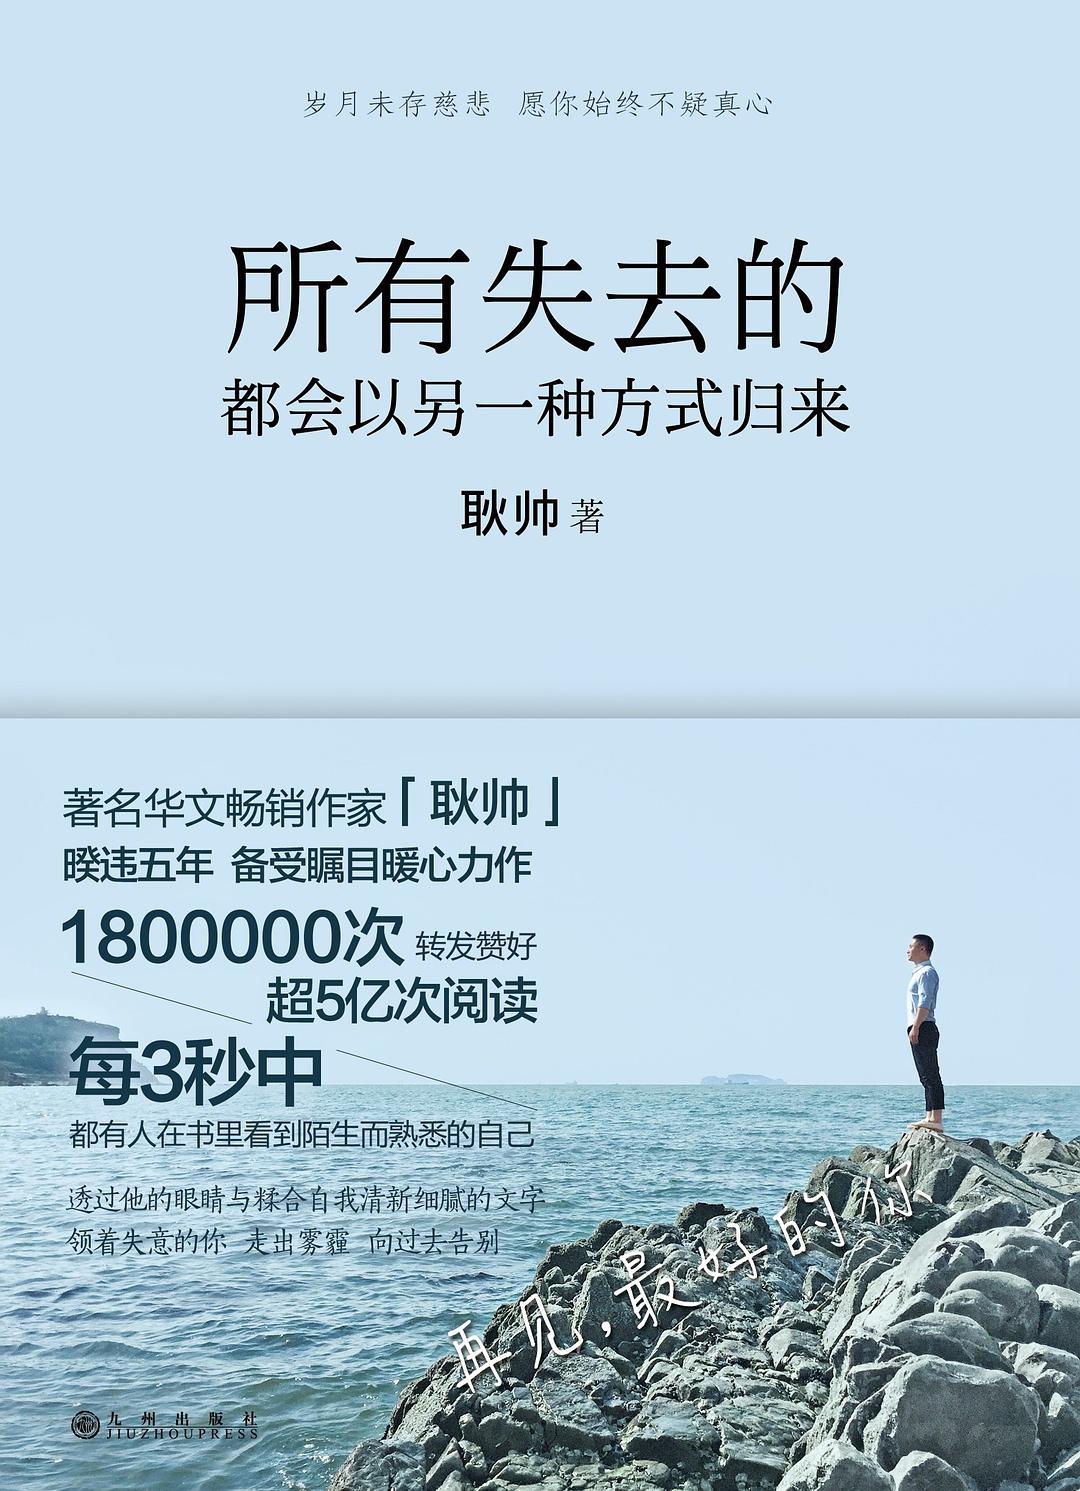 岁月未存慈悲 愿你始终不疑真心
所有失去的
都会以另一种方式归来
耿帅 著
著名华文畅销作家「耿帅」
暌违五年 备受瞩目暖心力作
1800000次 转发赞好
超5亿次阅读
每3秒中
都有人在书里看到陌生而熟悉的自己
透过他的眼睛与糅合自我清新细腻的文字
领着失意的你 走出雾霾 向过去告别
再见,最好的你
九州出版社
JIUZHOUPRESS